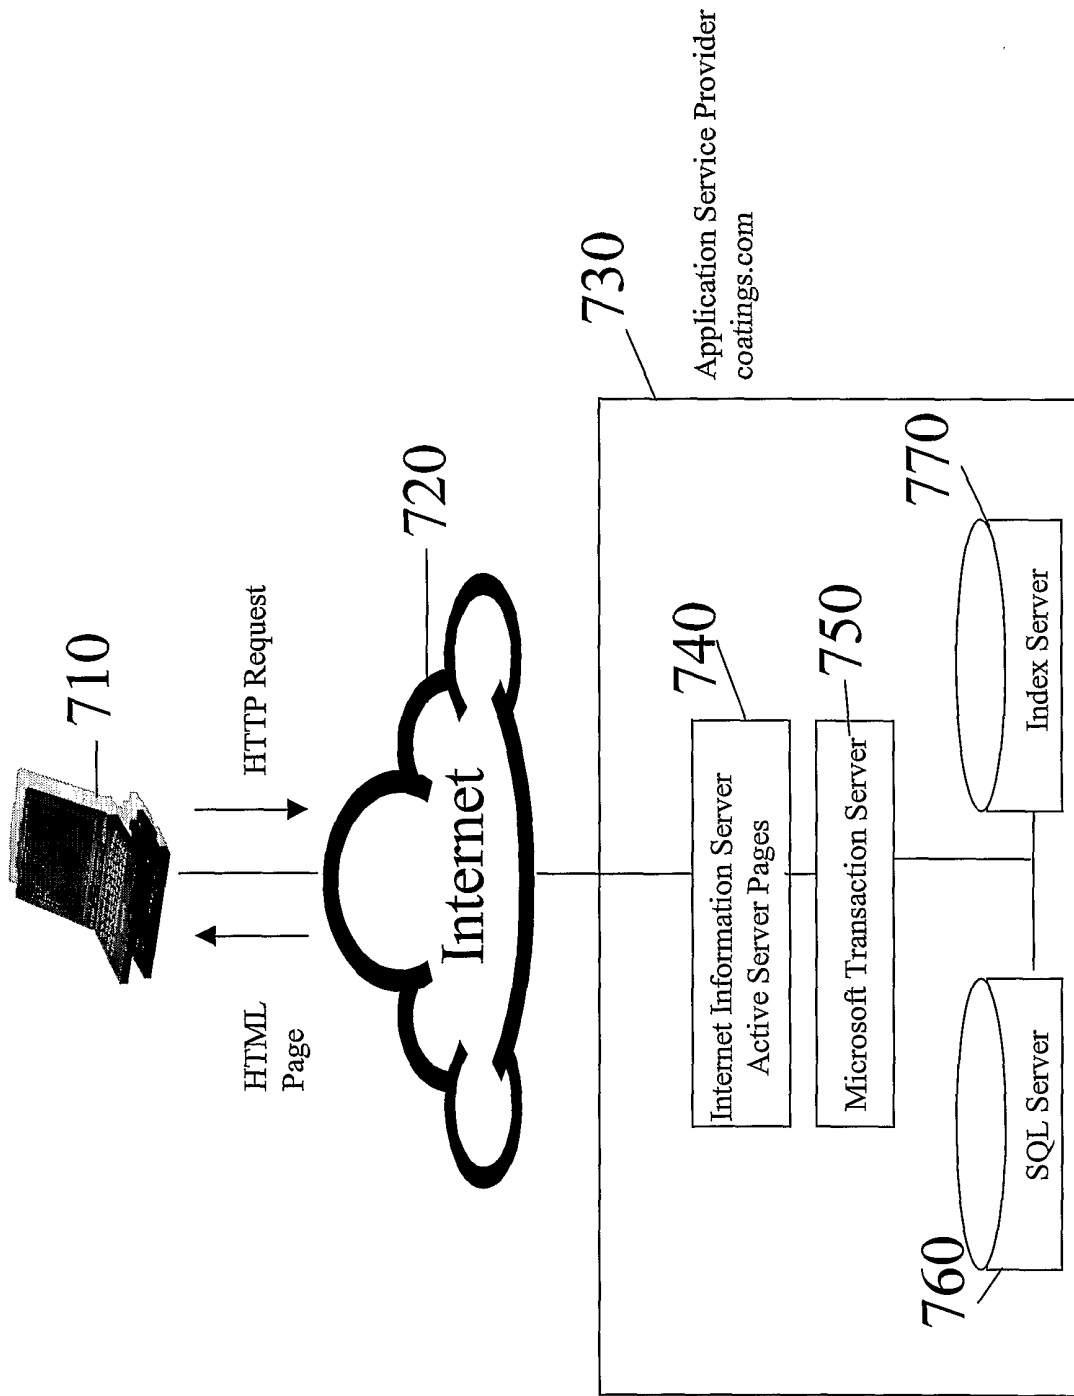 710
HTML
Page
HTTP Request
720
Internet
730
Application Service Provider
coatings.com
740
Internet Information Server
Active Server Pages
750
Microsoft Transaction Server
760
SQL Server
770
Index Server